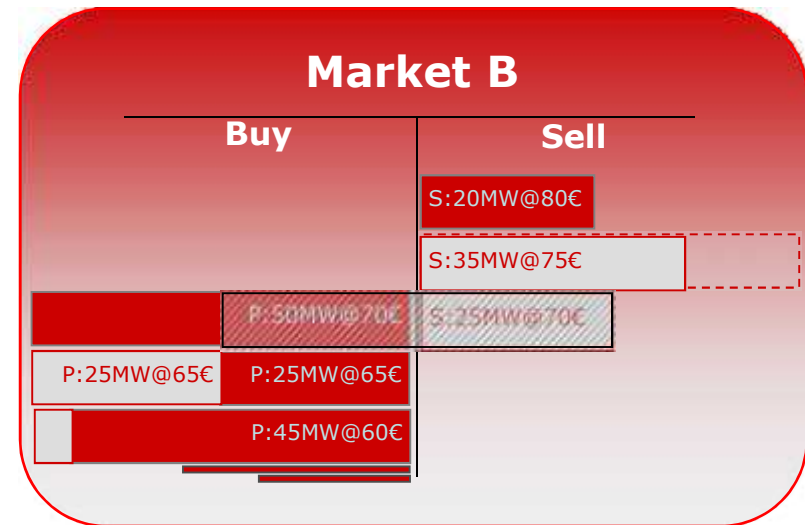 Market B
Buy Sell
S:20MW@80€
S:35MW@75€
P:50MW@70€ S:25MW@70€
P:25MW@65€ P:25MW@65€
P:45MW@60€